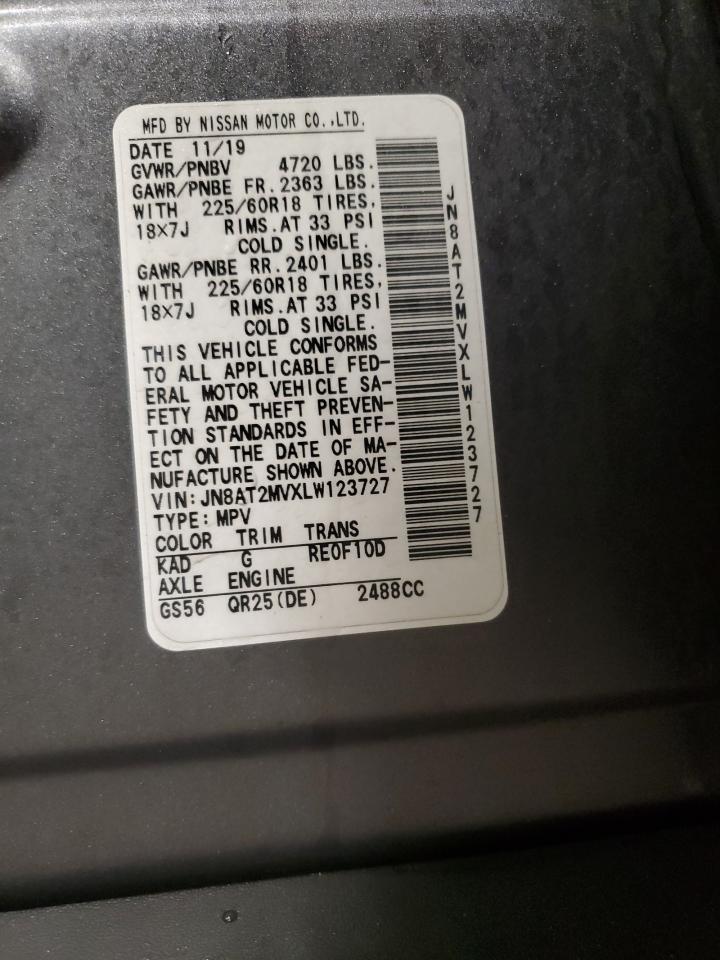 MFD BY NISSAN MOTOR CO.,LTD.
DATE 11/19
GVWR/PNBV 4720 LBS.
GAWR/PNBE FR. 2363 LBS.
WITH 225/60R18 TIRES,
18X7J RIMS. AT 33 PSI
COLD SINGLE.
GAWR/PNBE RR. 2401 LBS.
WITH 225/60R18 TIRES,
18X7J RIMS. AT 33 PSI
COLD SINGLE.
THIS VEHICLE CONFORMS
TO ALL APPLICABLE FED-
ERAL MOTOR VEHICLE SA-
FETY AND THEFT PREVEN-
TION STANDARDS IN EFF-
ECT ON THE DATE OF MA-
NUFACTURE SHOWN ABOVE.
VIN: JN8AT2MVXLW123727
TYPE: MPV
COLOR TRIM TRANS
KAD G RE0F10D
AXLE ENGINE
GS56 QR25(DE) 2488CC
JN8AT2MVXLW123727